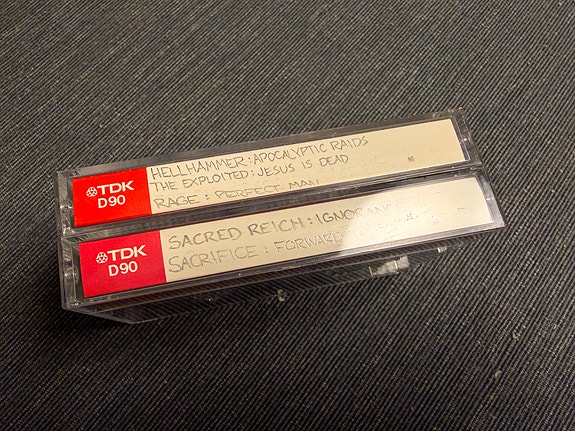 TDK
D90
HELLHAMMER: APOCALYPTIC RAIDS
THE EXPLOITED: JESUS IS DEAD
RAGE: PERFECT MAN
TDK
D90
SACRED REICH: IGNORANCE
SACRIFICE: FORWARD